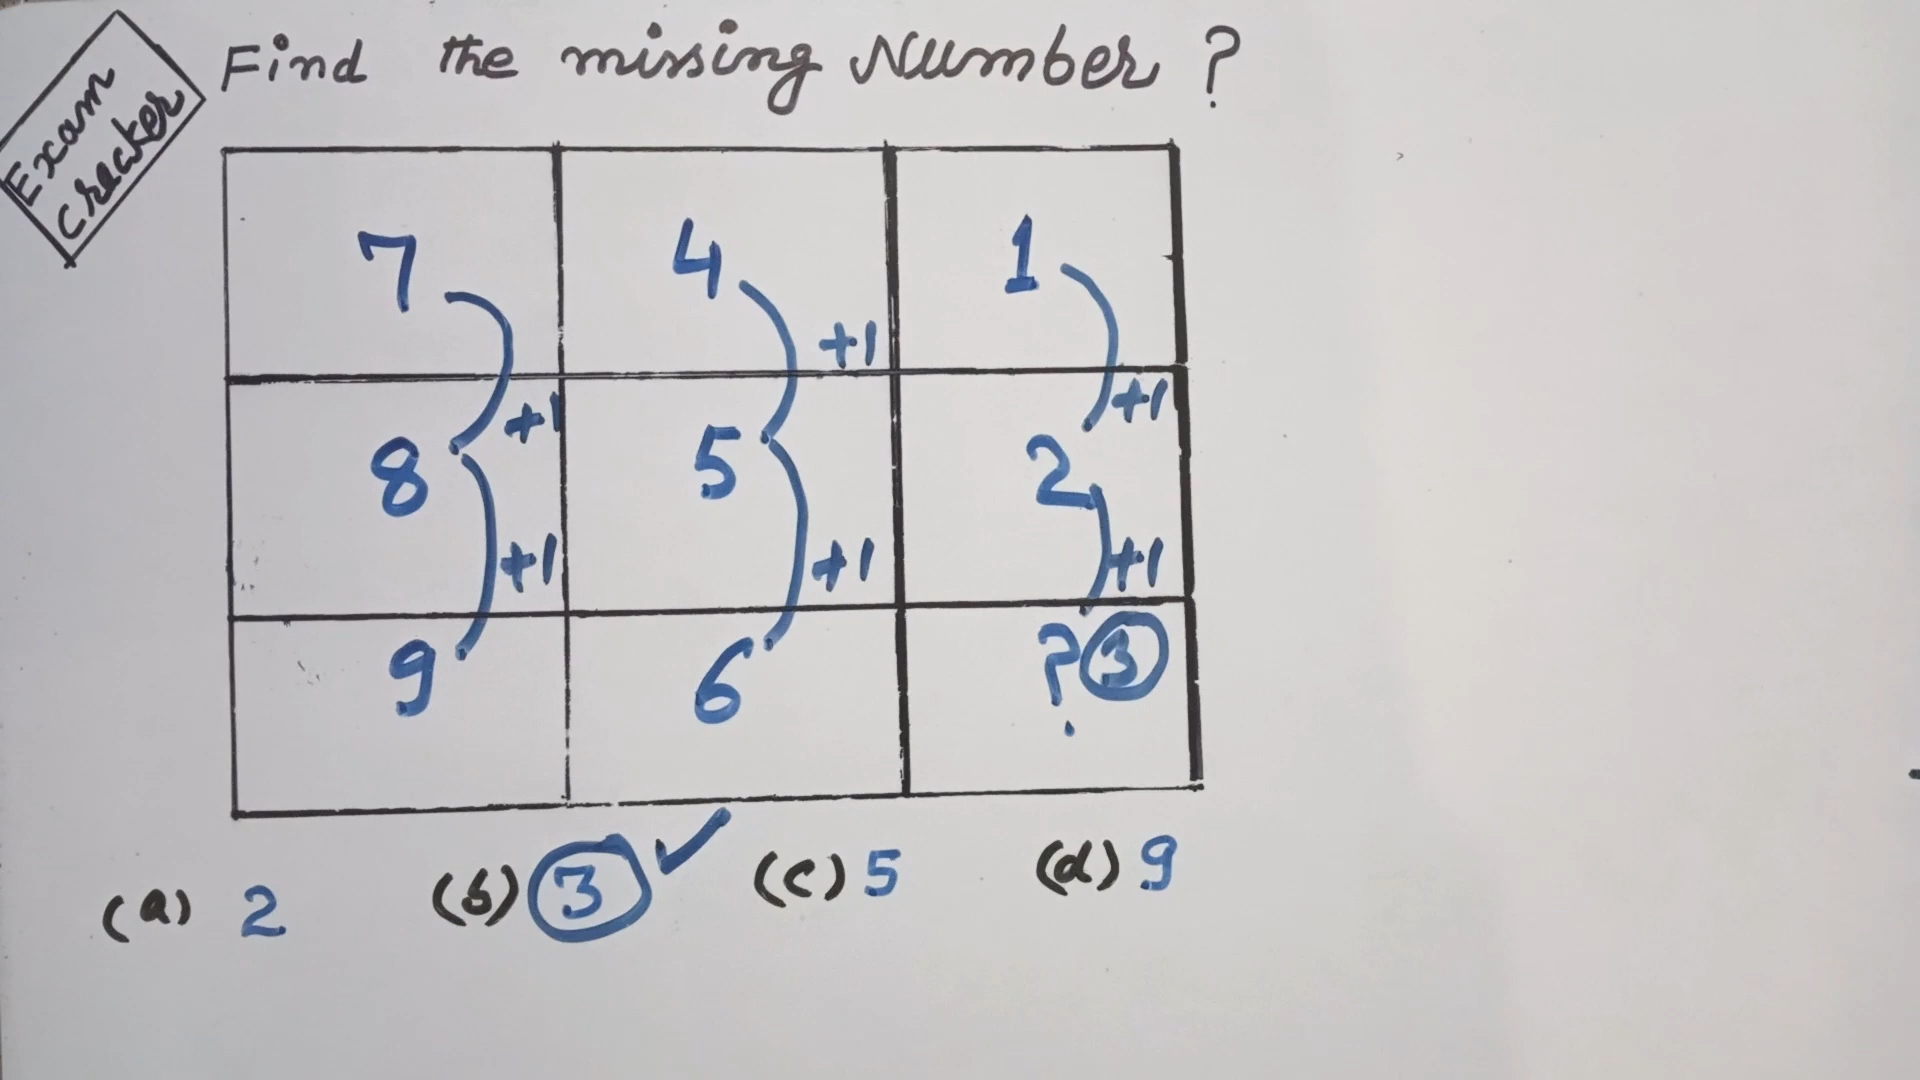 Exam
cracker
Find the missing Number ?
7 4 1
+1
+1 +1
8 5 2
+1 +1 +1
9 6 ? 3
(a) 2 (b) 3 ✓ (c) 5 (d) 9